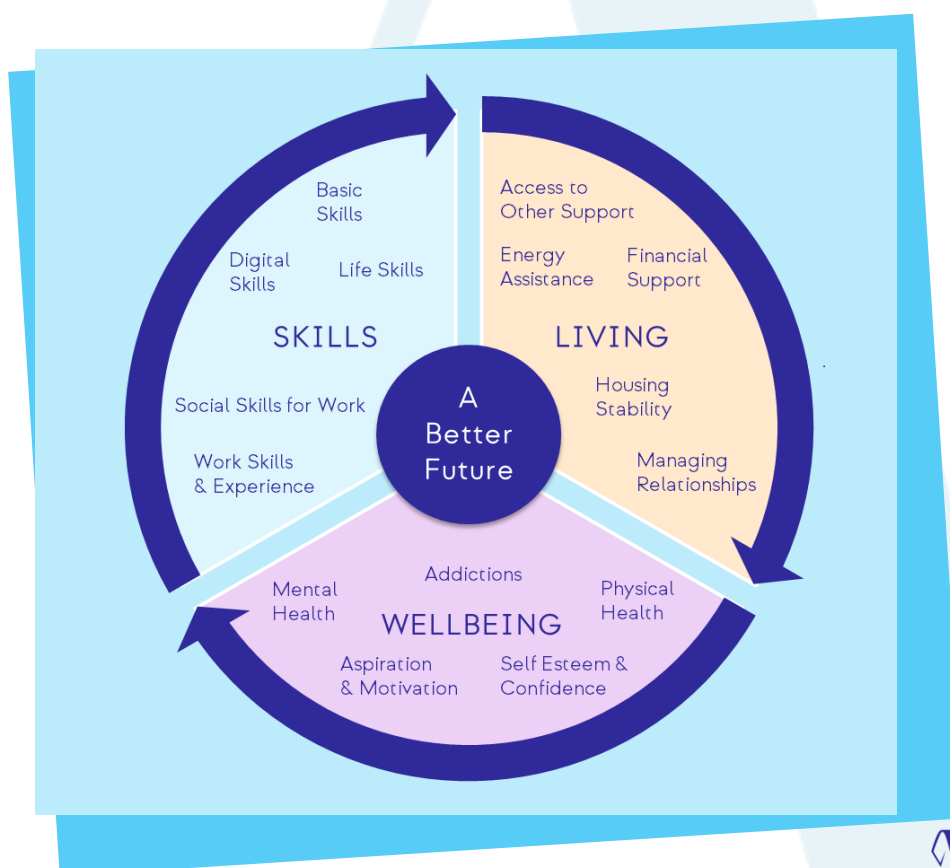 Basic
Skills
Digital
Skills
Life Skills
SKILLS
Social Skills for Work
Work Skills
& Experience
Access to
Other Support
Energy
Assistance
Financial
Support
LIVING
Housing
Stability
Managing
Relationships
A
Better
Future
Addictions
Mental
Health
Physical
Health
WELLBEING
Aspiration
& Motivation
Self Esteem &
Confidence